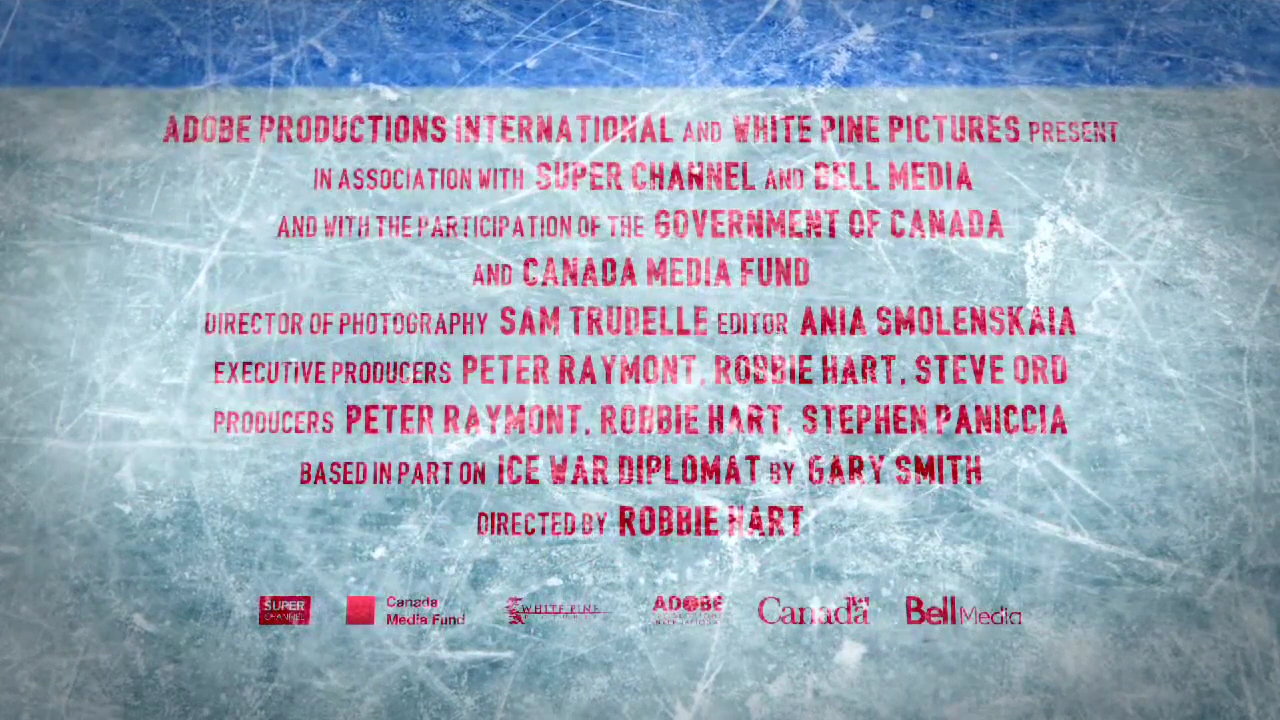 ADOBE PRODUCTIONS INTERNATIONAL AND WHITE PINE PICTURES PRESENT
IN ASSOCIATION WITH SUPER CHANNEL AND BELL MEDIA
AND WITH THE PARTICIPATION OF THE GOVERNMENT OF CANADA
AND CANADA MEDIA FUND
DIRECTOR OF PHOTOGRAPHY SAM TRUDELLE EDITOR ANIA SMOLENSKAIA
EXECUTIVE PRODUCERS PETER RAYMONT, ROBBIE HART, STEVE ORD
PRODUCERS PETER RAYMONT, ROBBIE HART, STEPHEN PANICCIA
BASED IN PART ON ICE WAR DIPLOMAT BY GARY SMITH
DIRECTED BY ROBBIE HART
SUPER
CHANNEL
Canada
Media Fund
WHITE PINE
ADOBE
Canada
Bell Media